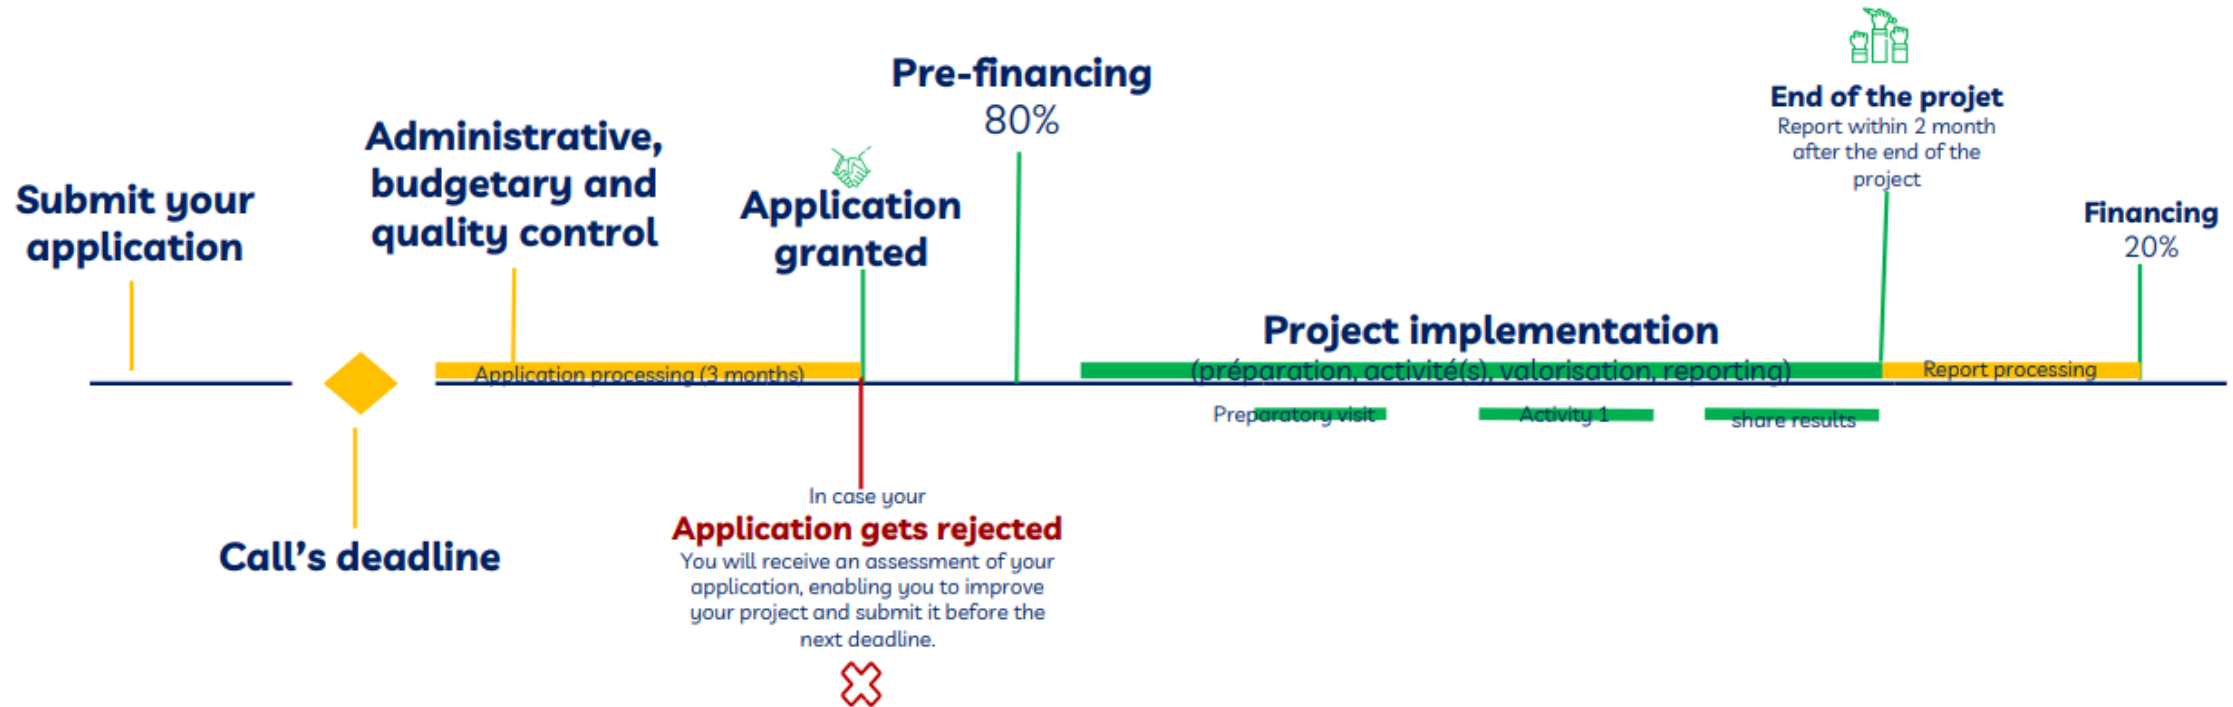 Submit your
application
Call's deadline
Administrative,
budgetary and
quality control
Application processing (3 months)
Application
granted
In case your
Application gets rejected
You will receive an assessment of your
application, enabling you to improve
your project and submit it before the
next deadline.
Pre-financing
80%
Project implementation
(préparation, activité(s), valorisation, reporting)
Preparatory visit
Activity 1
share results
End of the projet
Report within 2 month
after the end of the
project
Report processing
Financing
20%